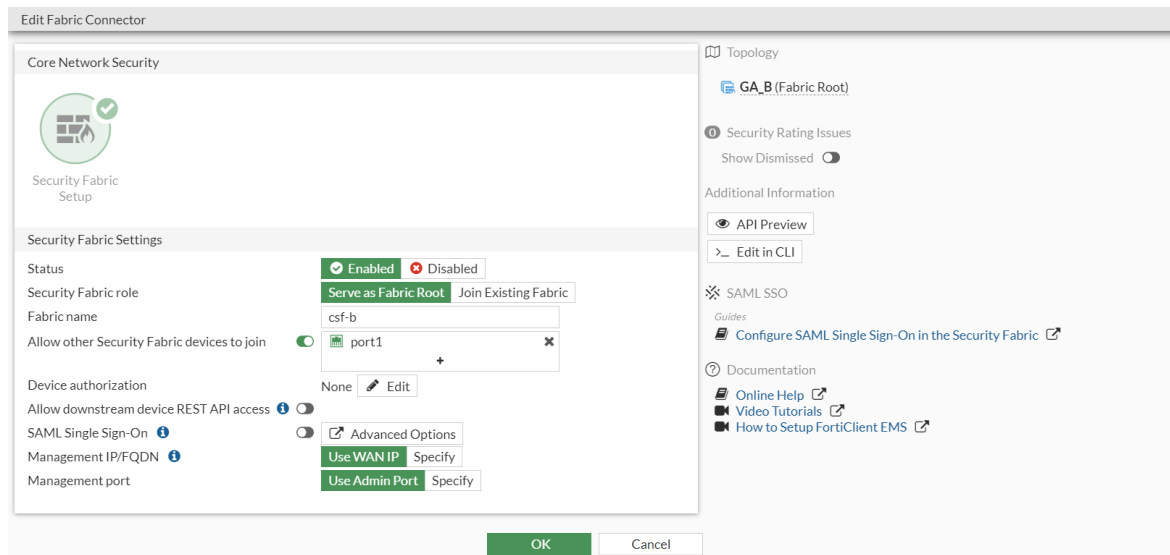 Edit Fabric Connector
Core Network Security
Security Fabric
Setup
Security Fabric Settings
Status Enabled Disabled
Security Fabric role Serve as Fabric Root Join Existing Fabric
Fabric name csf-b
Allow other Security Fabric devices to join port1
+
Device authorization None Edit
Allow downstream device REST API access
SAML Single Sign-On Advanced Options
Management IP/FQDN Use WAN IP Specify
Management port Use Admin Port Specify
Topology
GA_B (Fabric Root)
0 Security Rating Issues
Show Dismissed
Additional Information
API Preview
>_ Edit in CLI
SAML SSO
Guides
Configure SAML Single Sign-On in the Security Fabric
Documentation
Online Help
Video Tutorials
How to Setup FortiClient EMS
OK Cancel